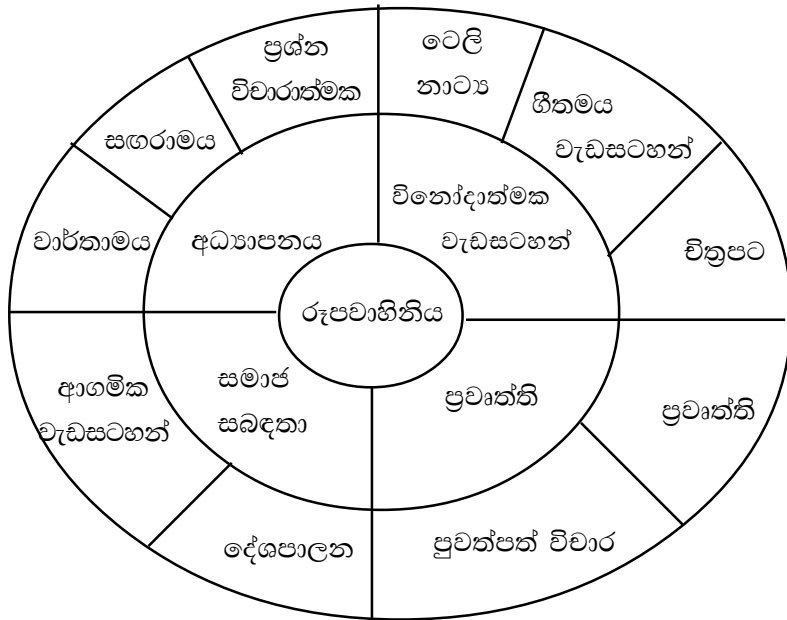 ප්‍රශ්න
විචාරාත්මක
ටෙලි
නාට්‍ය
ගීතමය
වැඩසටහන්
සඟරාමය
වාර්තාමය
අධ්‍යාපනය
විනෝදාත්මක
වැඩසටහන්
චිත්‍රපට
රූපවාහිනිය
ආගමික
වැඩසටහන්
සමාජ
සබඳතා
ප්‍රවෘත්ති
ප්‍රවෘත්ති
දේශපාලන
පුවත්පත් විචාර